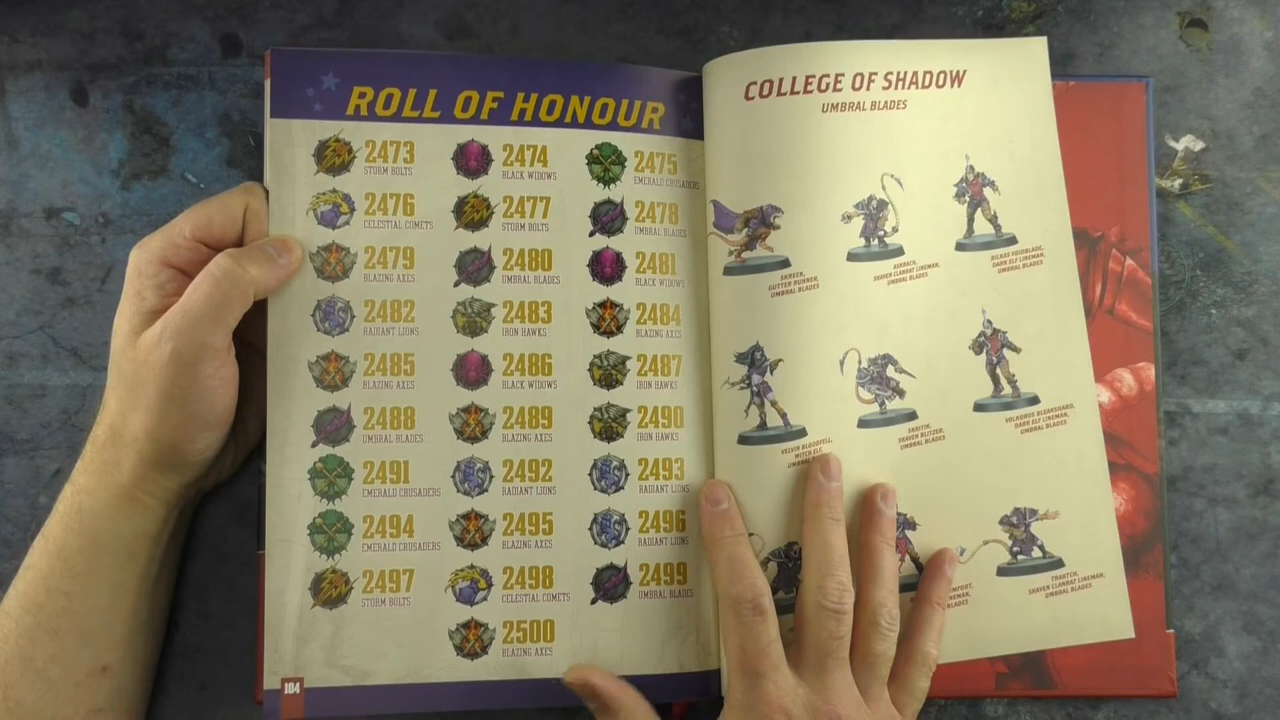 ROLL OF HONOUR
2473
STORM BOLTS
2474
BLACK WIDOWS
2475
EMERALD CRUSADERS
2476
CELESTIAL COMETS
2477
STORM BOLTS
2478
UMBRAL BLADES
2479
BLAZING AXES
2480
UMBRAL BLADES
2481
BLACK WIDOWS
2482
RADIANT LIONS
2483
IRON HAWKS
2484
BLAZING AXES
2485
BLAZING AXES
2486
BLACK WIDOWS
2487
IRON HAWKS
2488
UMBRAL BLADES
2489
BLAZING AXES
2490
IRON HAWKS
2491
EMERALD CRUSADERS
2492
RADIANT LIONS
2493
RADIANT LIONS
2494
EMERALD CRUSADERS
2495
BLAZING AXES
2496
RADIANT LIONS
2497
STORM BOLTS
2498
CELESTIAL COMETS
2499
UMBRAL BLADES
2500
BLAZING AXES
104
COLLEGE OF SHADOW
UMBRAL BLADES
SKREEK,
GUTTER RUNNER,
UMBRAL BLADES
SKAVEN CLANRAT LINEMAN,
UMBRAL BLADES
VOIDBLADE,
DARK ELF LINEMAN,
UMBRAL BLADES
VELVIN BLOODFELL,
WITCH ELF
SKRITIK,
SKAVEN BLITZER,
UMBRAL BLADES
BLEAKSHARD,
DARK ELF LINEMAN,
UMBRAL BLADES
SKAVEN CLANRAT LINEMAN,
UMBRAL BLADES